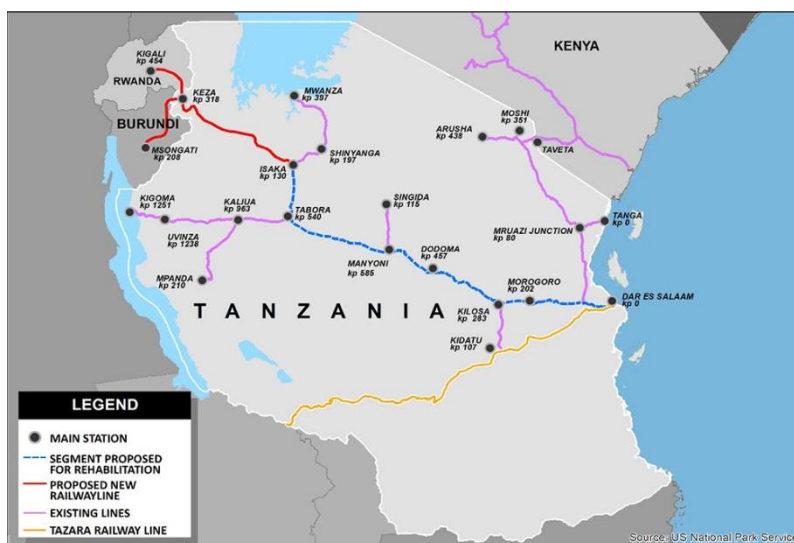 KENYA
KIGALI
kp 454
RWANDA
KEZA
kp 318
BURUNDI
MSONGATI
kp 208
MWANZA
kp 397
SHINYANGA
kp 197
ISAKA
kp 130
MOSHI
kp 351
ARUSHA
kp 438
TAVETA
KIGOMA
kp 1251
UVINZA
kp 1238
KALIUA
kp 963
TABORA
kp 540
SINGIDA
kp 115
MPANDA
kp 210
MANYONI
kp 585
DODOMA
kp 457
MRUAZI JUNCTION
kp 80
TANGA
kp 0
MOROGORO
kp 202
DAR ES SALAAM
kp 0
KILOSA
kp 283
KIDATU
kp 107
TANZANIA
LEGEND
MAIN STATION
SEGMENT PROPOSED
FOR REHABILITATION
PROPOSED NEW
RAILWAYLINE
EXISTING LINES
TAZARA RAILWAY LINE
Source: US National Park Service